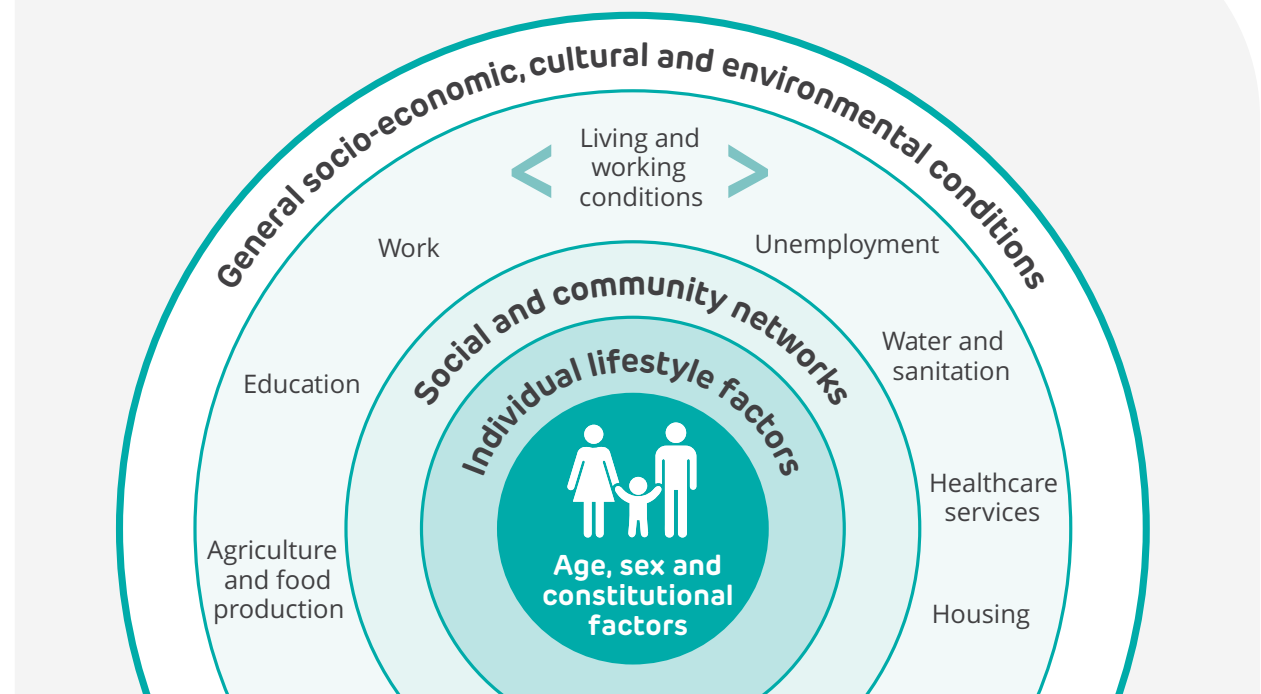 General socio-economic, cultural and environmental conditions
Living and
working
conditions
Work
Unemployment
Social and community networks
Water and
sanitation
Individual lifestyle factors
Education
Healthcare
services
Agriculture
and food
production
Age, sex and
constitutional
factors
Housing